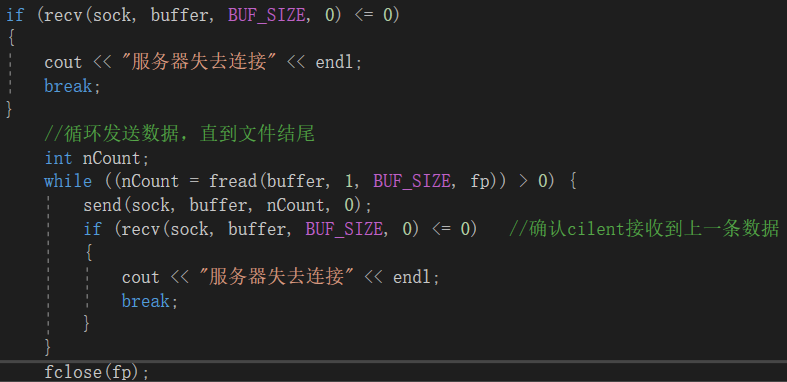 if (recv(sock, buffer, BUF_SIZE, 0) <= 0)
{
    cout << "服务器失去连接" << endl;
    break;
}
    //循环发送数据，直到文件结尾
    int nCount;
    while ((nCount = fread(buffer, 1, BUF_SIZE, fp)) > 0) {
        send(sock, buffer, nCount, 0);
        if (recv(sock, buffer, BUF_SIZE, 0) <= 0)   //确认cilent接收到上一条数据
        {
            cout << "服务器失去连接" << endl;
            break;
        }
    }
    fclose(fp);